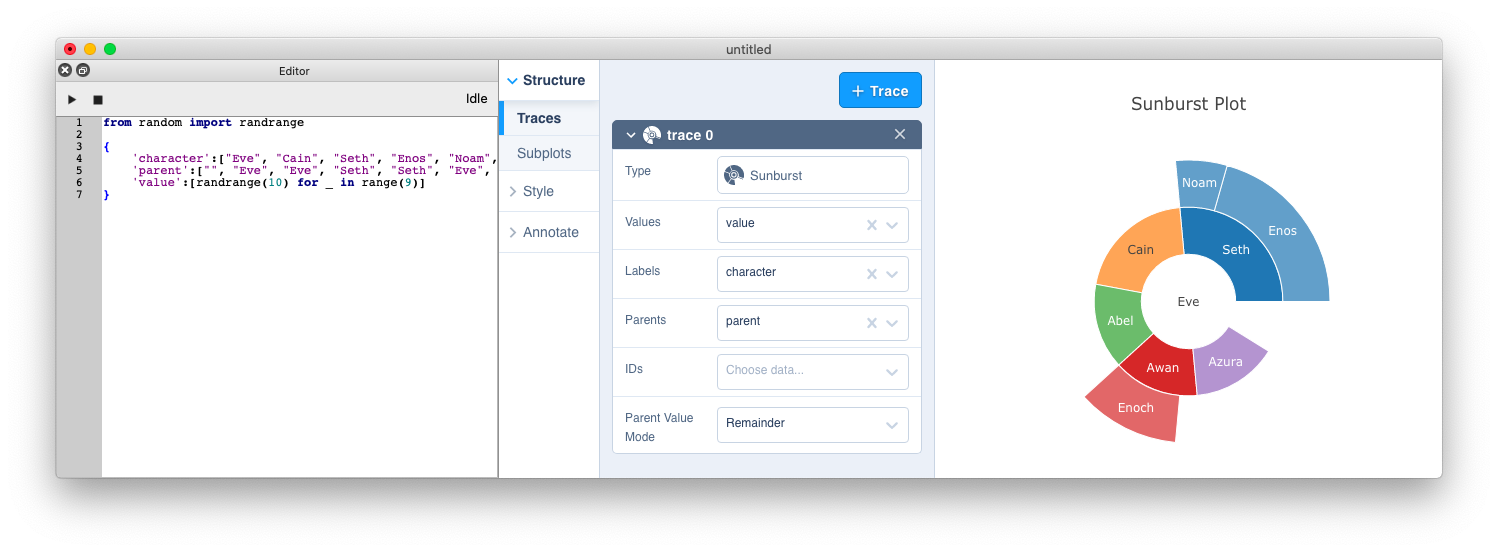 untitled
Editor
Idle
1 from random import randrange
2
3 {
4 'character':["Eve", "Cain", "Seth", "Enos", "Noam",
5 'parent':["", "Eve", "Eve", "Seth", "Seth", "Eve",
6 'value':[randrange(10) for _ in range(9)]
7 }
Structure
Traces
Subplots
Style
Annotate
+ Trace
trace 0
Type
Sunburst
Values
value
Labels
character
Parents
parent
IDs
Choose data...
Parent Value
Mode
Remainder
Sunburst Plot
Noam
Enos
Cain
Seth
Eve
Abel
Awan
Azura
Enoch